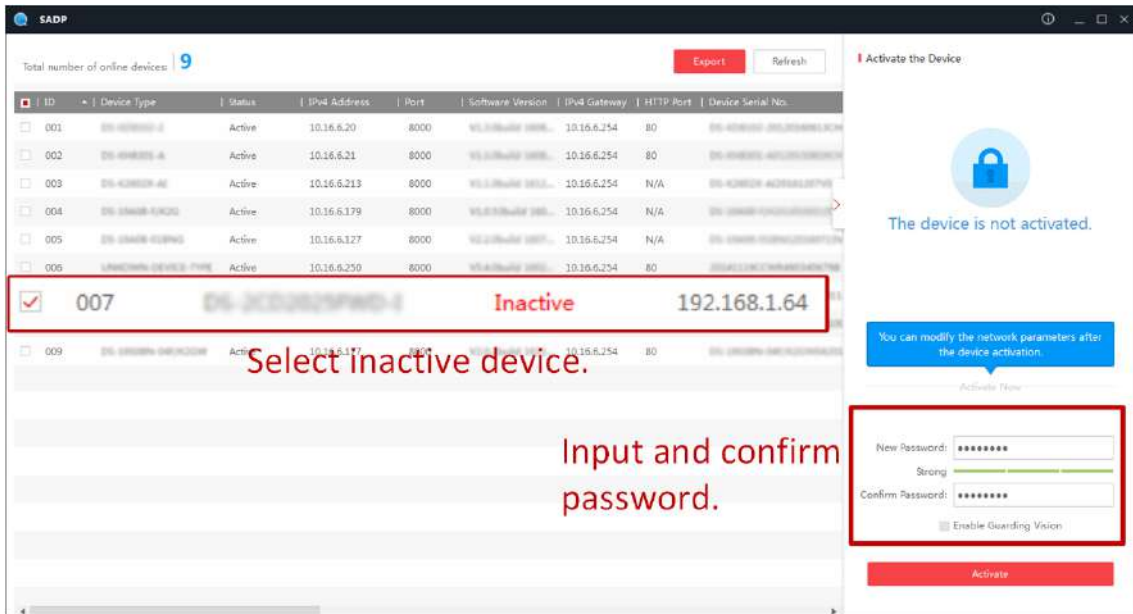 SADP
Total number of online devices: 9
Export
Refresh
ID Device Type Status IPv4 Address Port Software Version IPv4 Gateway HTTP Port Device Serial No.
001 Active 10.16.6.20 8000 10.16.6.254 80
002 Active 10.16.6.21 8000 10.16.6.254 80
003 Active 10.16.6.213 8000 10.16.6.254 N/A
004 Active 10.16.6.179 8000 10.16.6.254 N/A
005 Active 10.16.6.127 8000 10.16.6.254 N/A
006 Active 10.16.6.250 8000 10.16.6.254 80
007 Inactive 192.168.1.64
009 10.16.6.254 80
Select inactive device.
Input and confirm
password.
Activate the Device
The device is not activated.
You can modify the network parameters after
the device activation.
Activate Now
New Password: ●●●●●●●●
Strong
Confirm Password: ●●●●●●●●
Enable Guarding Vision
Activate